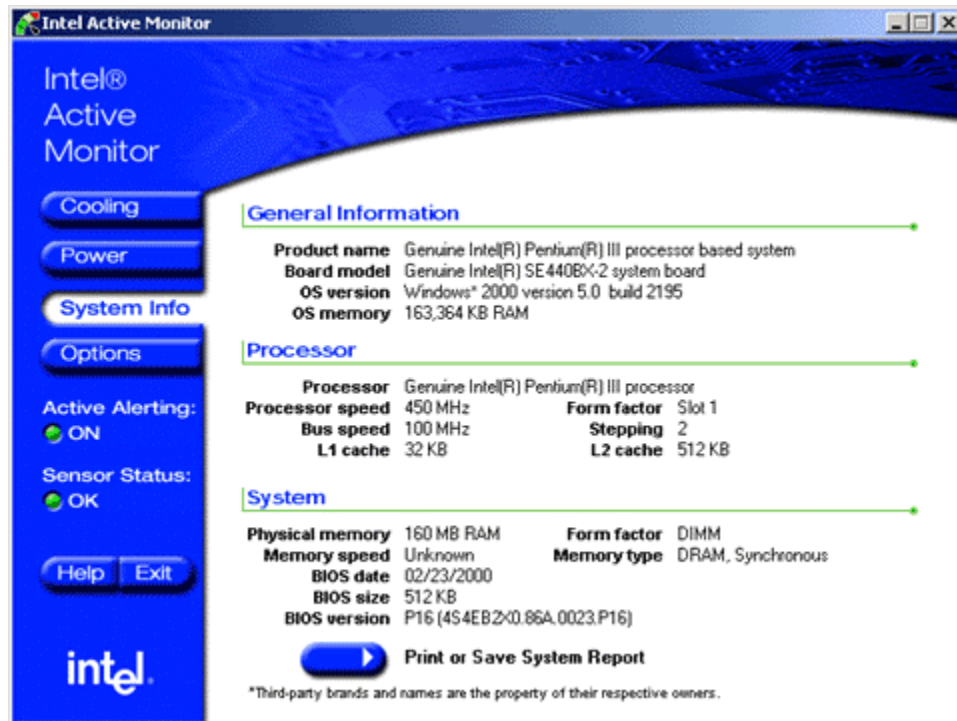 Intel Active Monitor
Intel®
Active
Monitor
Cooling
Power
System Info
Options
Active Alerting:
ON
Sensor Status:
OK
Help Exit
intel.
General Information
Product name Genuine Intel(R) Pentium(R) III processor based system
Board model Genuine Intel(R) SE440BX-2 system board
OS version Windows* 2000 version 5.0 build 2195
OS memory 163,364 KB RAM
Processor
Processor Genuine Intel(R) Pentium(R) III processor
Processor speed 450 MHz Form factor Slot 1
Bus speed 100 MHz Stepping 2
L1 cache 32 KB L2 cache 512 KB
System
Physical memory 160 MB RAM Form factor DIMM
Memory speed Unknown Memory type DRAM, Synchronous
BIOS date 02/23/2000
BIOS size 512 KB
BIOS version P16 (4S4EB2X0.86A.0023.P16)
Print or Save System Report
*Third-party brands and names are the property of their respective owners.